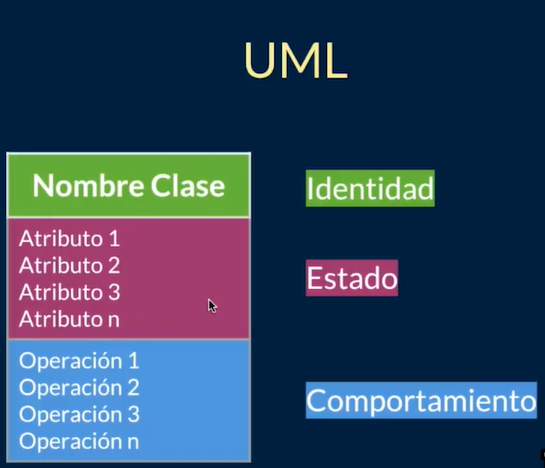 UML
Nombre Clase
Identidad
Atributo 1
Atributo 2
Atributo 3
Atributo n
Estado
Operación 1
Operación 2
Operación 3
Operación n
Comportamiento